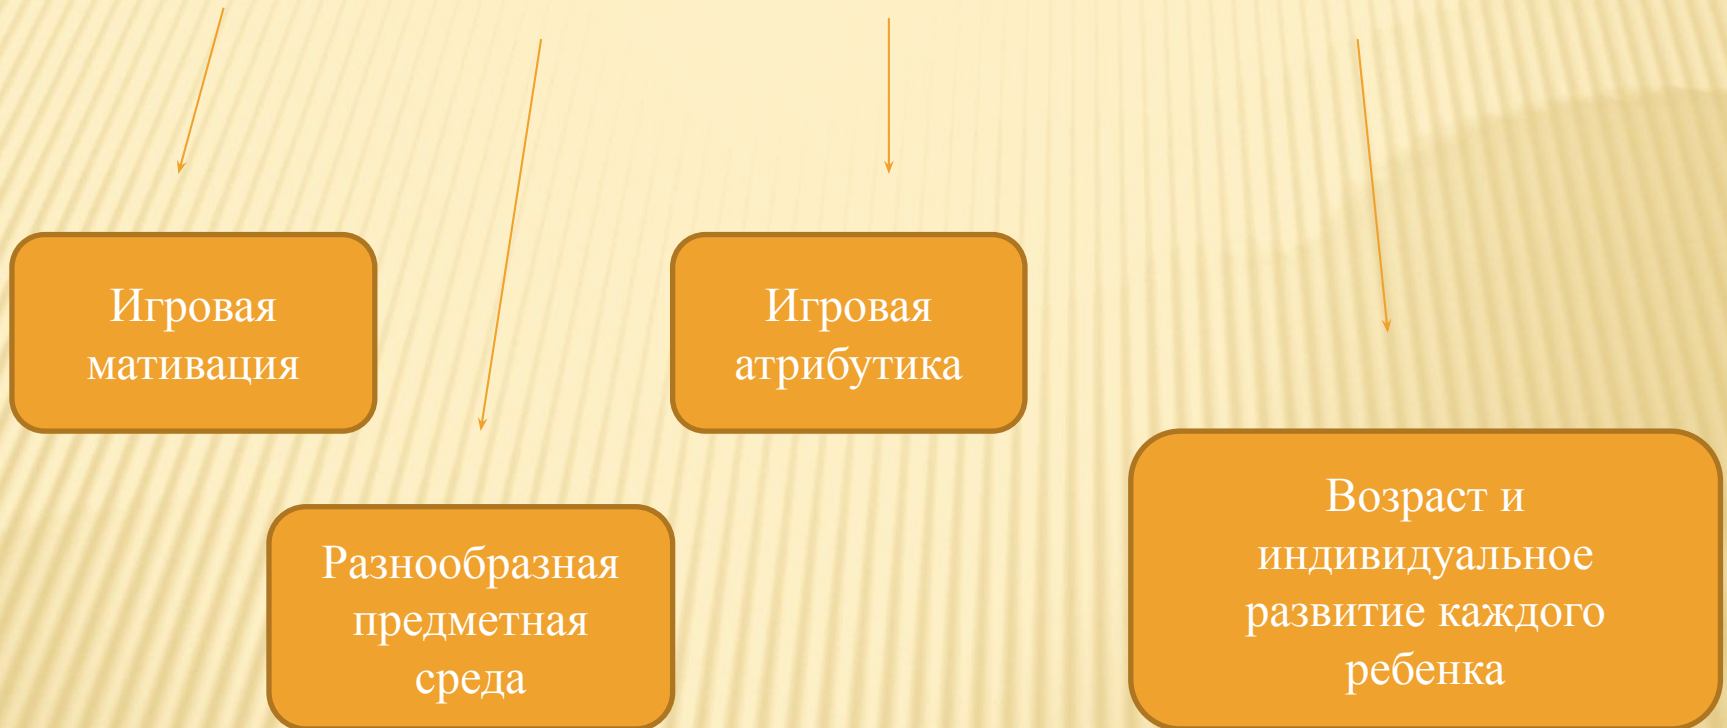 Игровая
мативация
Игровая
атрибутика
Разнообразная
предметная
среда
Возраст и
индивидуальное
развитие каждого
ребенка